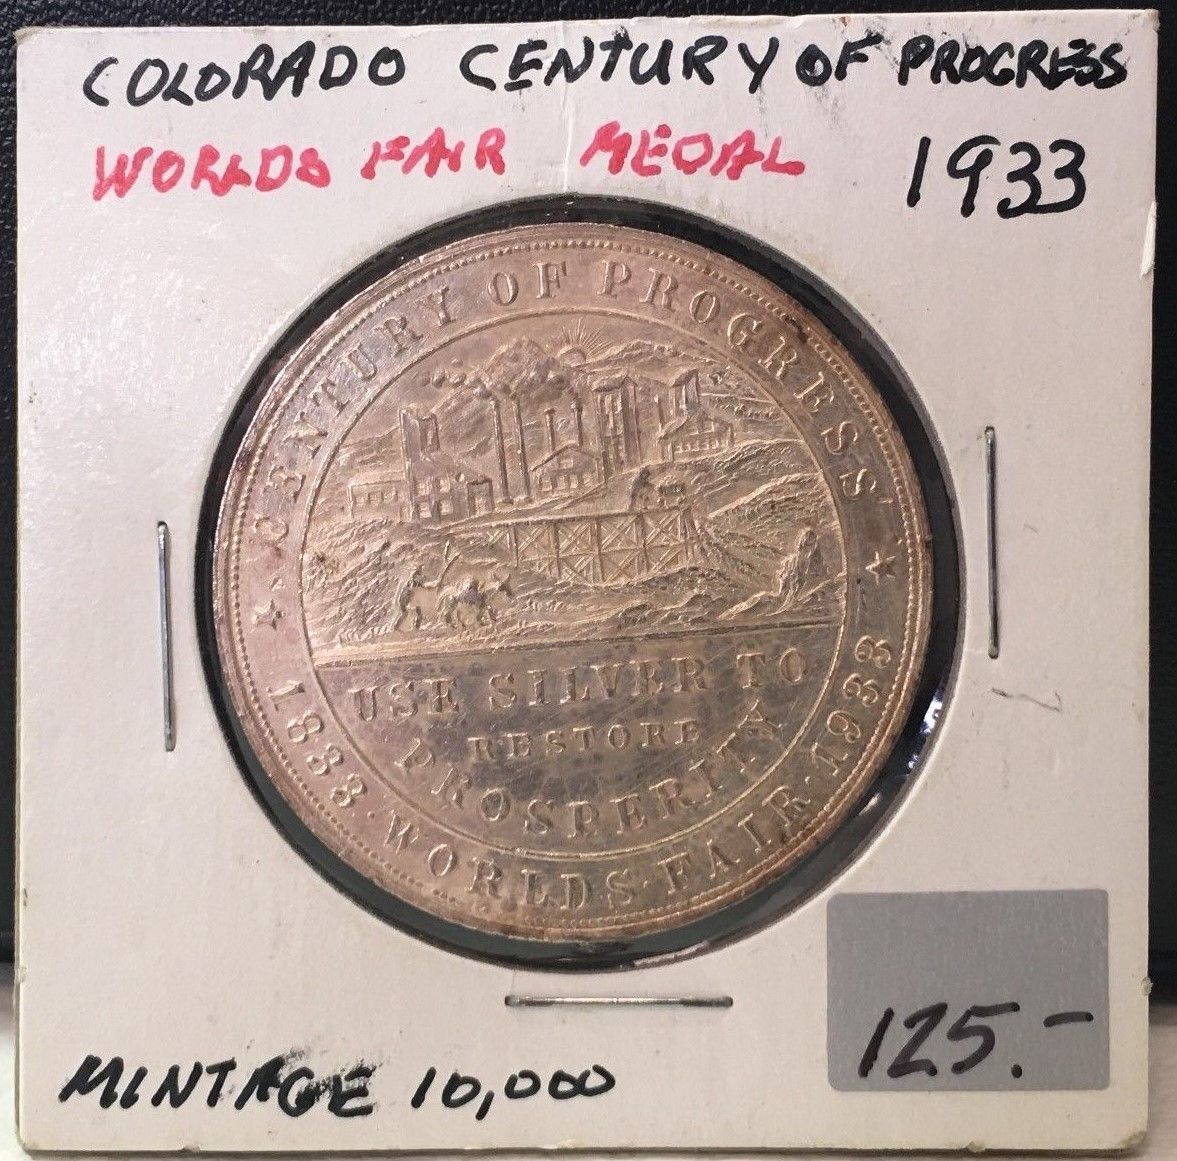 COLORADO CENTURY OF PROGRESS
WORLDS FAIR MEDAL 1933
CENTURY OF PROGRESS
USE SILVER TO
RESTORE
PROSPERITY
1833 · WORLDS · FAIR · 1933
125.-
MINTAGE 10,000